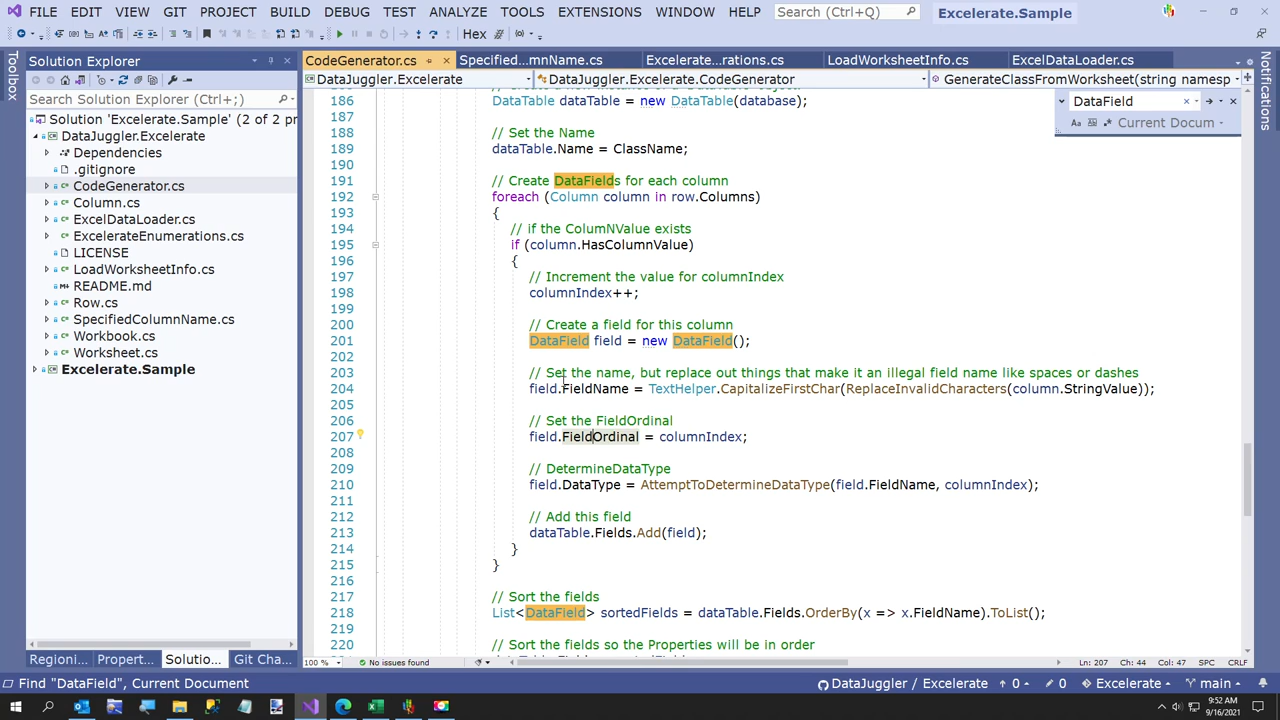 FILE EDIT VIEW GIT PROJECT BUILD DEBUG TEST ANALYZE TOOLS EXTENSIONS WINDOW HELP Search (Ctrl+Q) Excelerate.Sample
Hex
Toolbox
Solution Explorer
Search Solution Explorer (Ctrl+;)
Solution 'Excelerate.Sample' (2 of 2 pr
DataJuggler.Excelerate
Dependencies
.gitignore
CodeGenerator.cs
Column.cs
ExcelDataLoader.cs
ExcelerateEnumerations.cs
LICENSE
LoadWorksheetInfo.cs
README.md
Row.cs
SpecifiedColumnName.cs
Workbook.cs
Worksheet.cs
Excelerate.Sample
Regioni... Propert... Solutio... Git Cha...
CodeGenerator.cs Specified...mnName.cs Excelerate...rations.cs LoadWorksheetInfo.cs ExcelDataLoader.cs
DataJuggler.Excelerate DataJuggler.Excelerate.CodeGenerator GenerateClassFromWorksheet(string namesp
DataField
Aa Current Docum
Notifications
186 DataTable dataTable = new DataTable(database);
187
188 // Set the Name
189 dataTable.Name = ClassName;
190
191 // Create DataFields for each column
192 foreach (Column column in row.Columns)
193 {
194 // if the ColumNValue exists
195 if (column.HasColumnValue)
196 {
197 // Increment the value for columnIndex
198 columnIndex++;
199
200 // Create a field for this column
201 DataField field = new DataField();
202
203 // Set the name, but replace out things that make it an illegal field name like spaces or dashes
204 field.FieldName = TextHelper.CapitalizeFirstChar(ReplaceInvalidCharacters(column.StringValue));
205
206 // Set the FieldOrdinal
207 field.FieldOrdinal = columnIndex;
208
209 // DetermineDataType
210 field.DataType = AttemptToDetermineDataType(field.FieldName, columnIndex);
211
212 // Add this field
213 dataTable.Fields.Add(field);
214 }
215 }
216
217 // Sort the fields
218 List<DataField> sortedFields = dataTable.Fields.OrderBy(x => x.FieldName).ToList();
219
220 // Sort the fields so the Properties will be in order
100 % No issues found Ln: 207 Ch: 44 Col: 47 SPC CRLF
Find "DataField", Current Document DataJuggler / Excelerate 0 0 Excelerate main
9:52 AM
9/16/2021